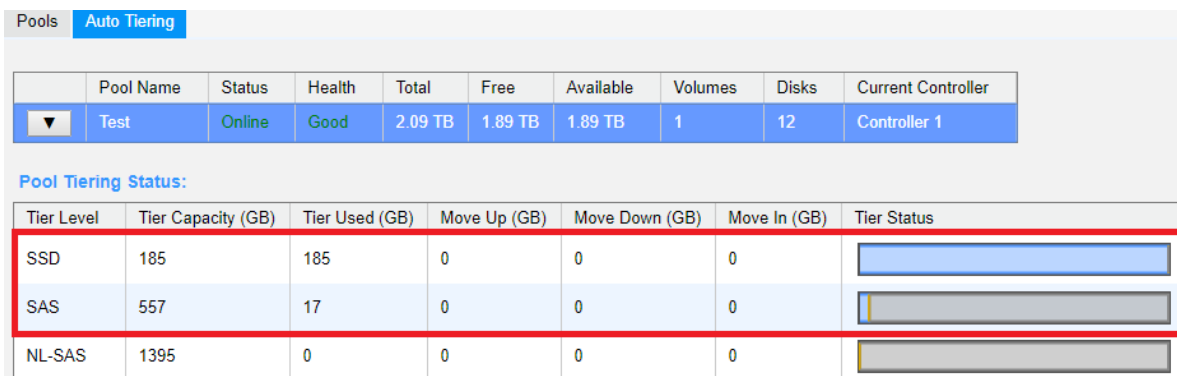 Pools Auto Tiering
Pool Name Status Health Total Free Available Volumes Disks Current Controller
▼ Test Online Good 2.09 TB 1.89 TB 1.89 TB 1 12 Controller 1
Pool Tiering Status:
Tier Level Tier Capacity (GB) Tier Used (GB) Move Up (GB) Move Down (GB) Move In (GB) Tier Status
SSD 185 185 0 0 0
SAS 557 17 0 0 0
NL-SAS 1395 0 0 0 0